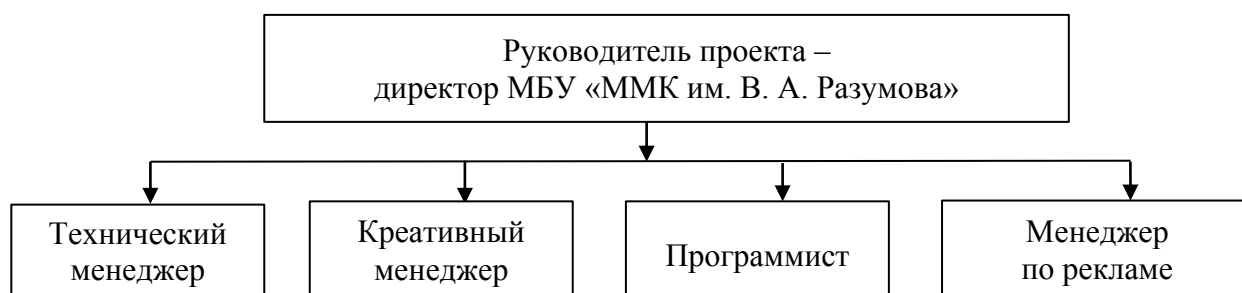 Руководитель проекта –
директор МБУ «ММК им. В. А. Разумова»
Технический
менеджер
Креативный
менеджер
Программист
Менеджер
по рекламе